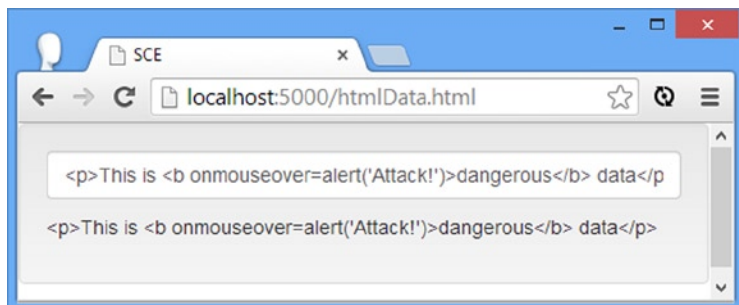 SCE
localhost:5000/htmlData.html
<p>This is <b onmouseover=alert('Attack!')>dangerous</b> data</p
<p>This is <b onmouseover=alert('Attack!')>dangerous</b> data</p>